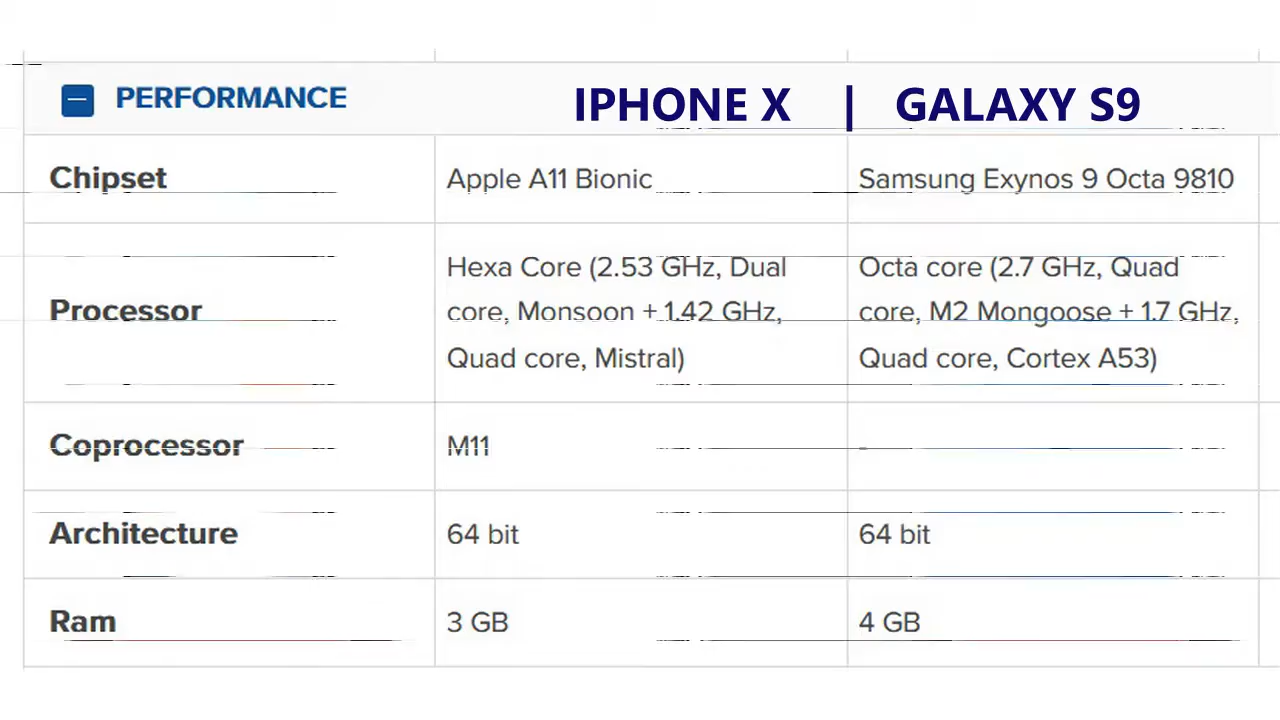 PERFORMANCE IPHONE X | GALAXY S9
Chipset Apple A11 Bionic Samsung Exynos 9 Octa 9810
Hexa Core (2.53 GHz, Dual Octa core (2.7 GHz, Quad
Processor core, Monsoon + 1.42 GHz, core, M2 Mongoose + 1.7 GHz,
Quad core, Mistral) Quad core, Cortex A53)
Coprocessor M11 -
Architecture 64 bit 64 bit
Ram 3 GB 4 GB